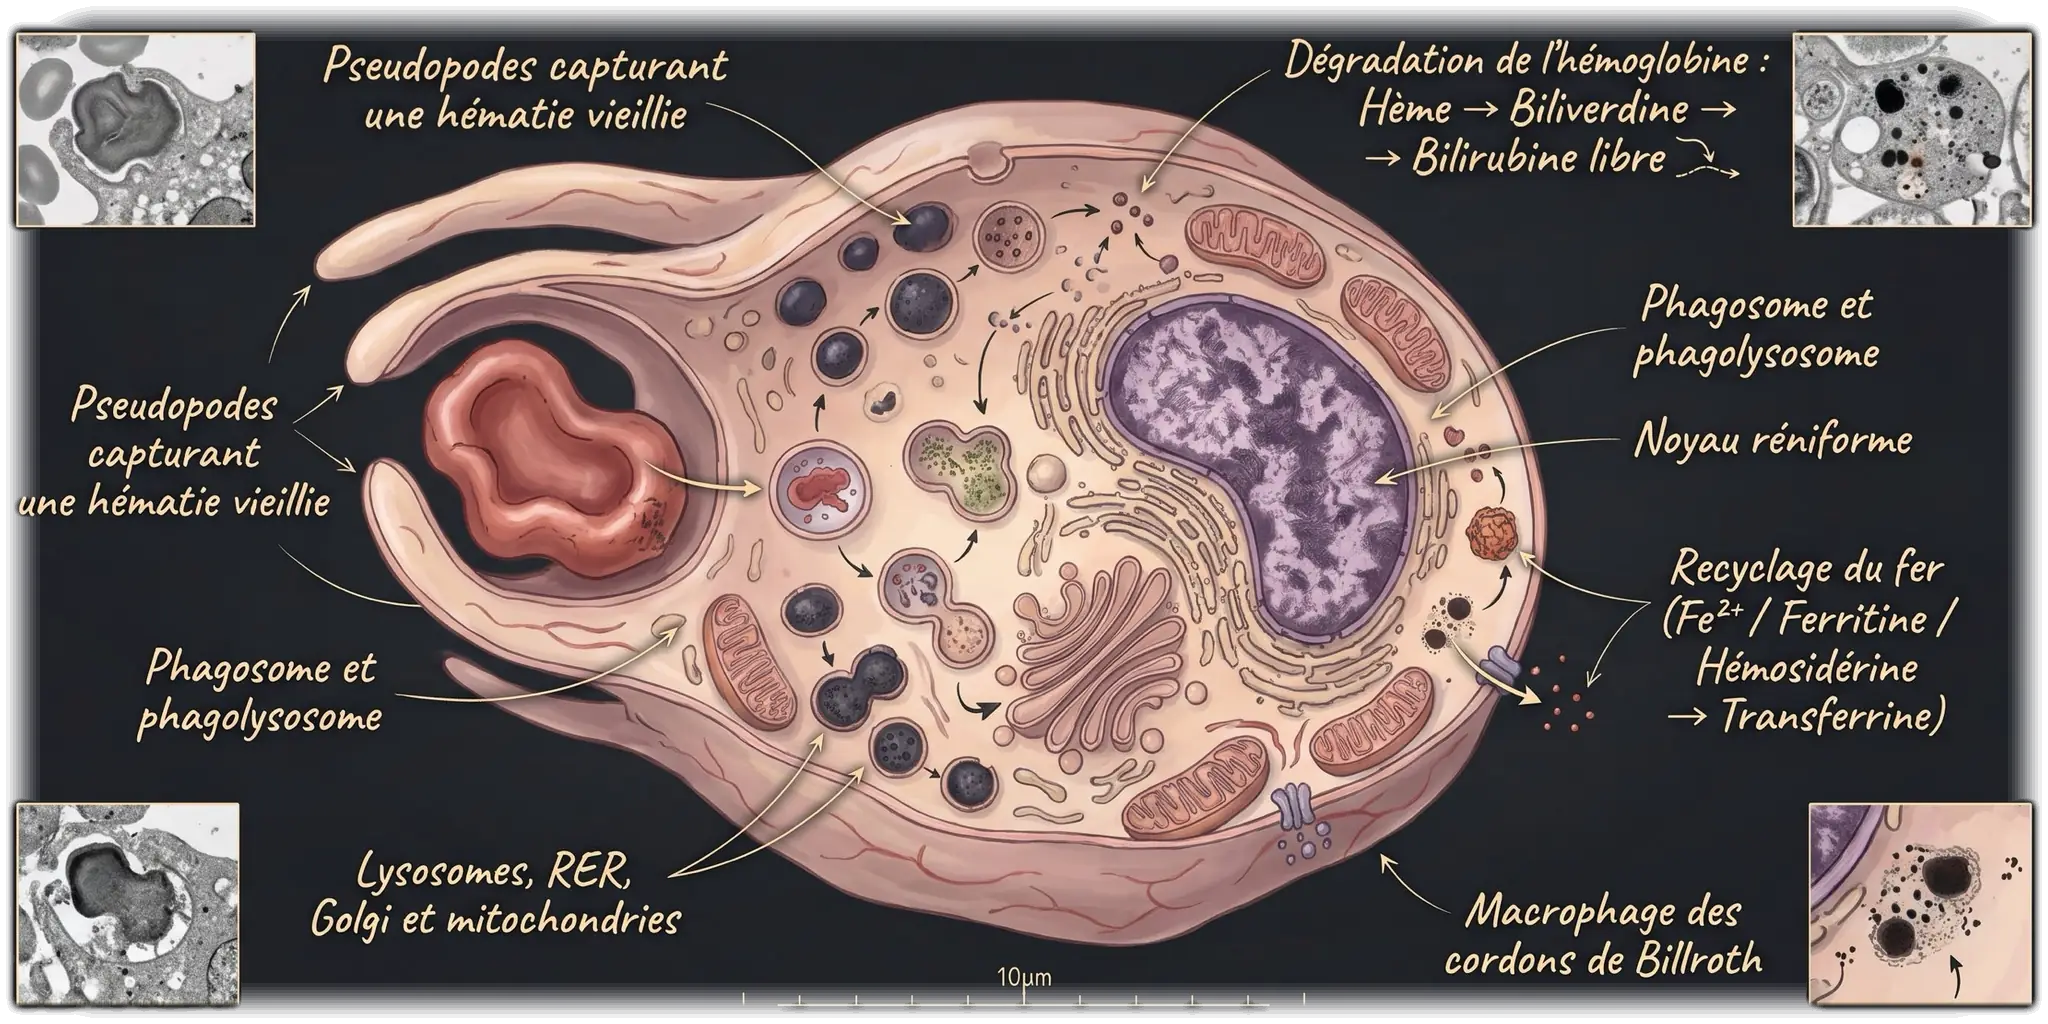 Pseudopodes capturant
une hématie vieillie
Dégradation de l'hémoglobine :
Hème → Biliverdine →
→ Bilirubine libre
Pseudopodes
capturant
une hématie vieillie
Phagosome et
phagolysosome
Noyau réniforme
Recyclage du fer
(Fe²⁺ / Ferritine /
Hémosidérine
→ Transferrine)
Phagosome et
phagolysosome
Lysosomes, RER,
Golgi et mitochondries
Macrophage des
cordons de Billroth
10µm